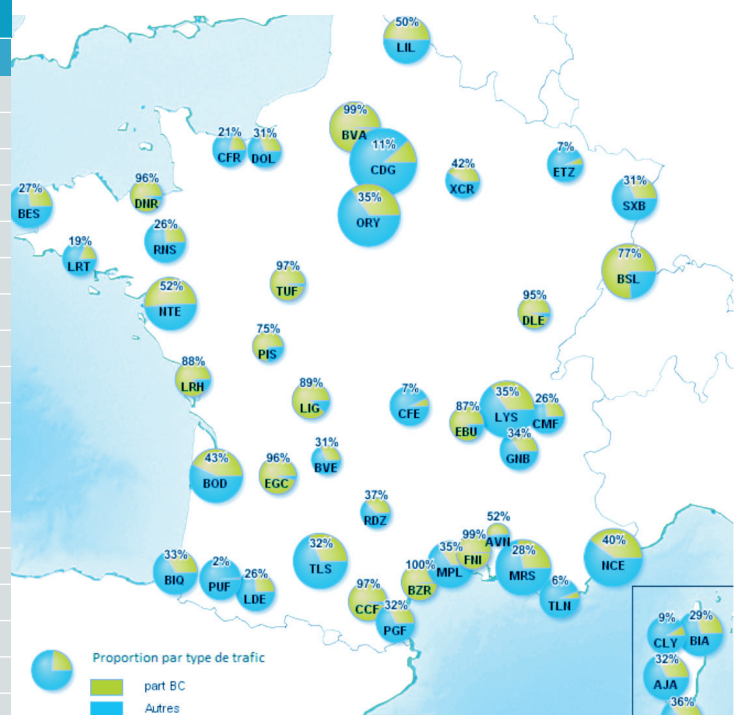 50%
LIL
99%
BVA
11%
CDG
21%
CFR
31%
DOL
42%
XCR
7%
ETZ
31%
SXB
96%
DNR
27%
BES
35%
ORY
26%
RNS
19%
LRT
77%
BSL
97%
TUF
52%
NTE
95%
DLE
75%
PIS
88%
LRH
89%
LIG
7%
CFE
35%
LYS
26%
CMF
87%
EBU
34%
GNB
43%
BOD
31%
BVE
96%
EGC
37%
RDZ
52%
AVN
99%
FNI
35%
MPL
28%
MRS
40%
NCE
33%
BIQ
2%
PUF
26%
LDE
32%
TLS
100%
BZR
97%
CCF
32%
PGF
6%
TLN
9%
CLY
29%
BIA
32%
AJA
36%
Proportion par type de trafic
part BC
Autres